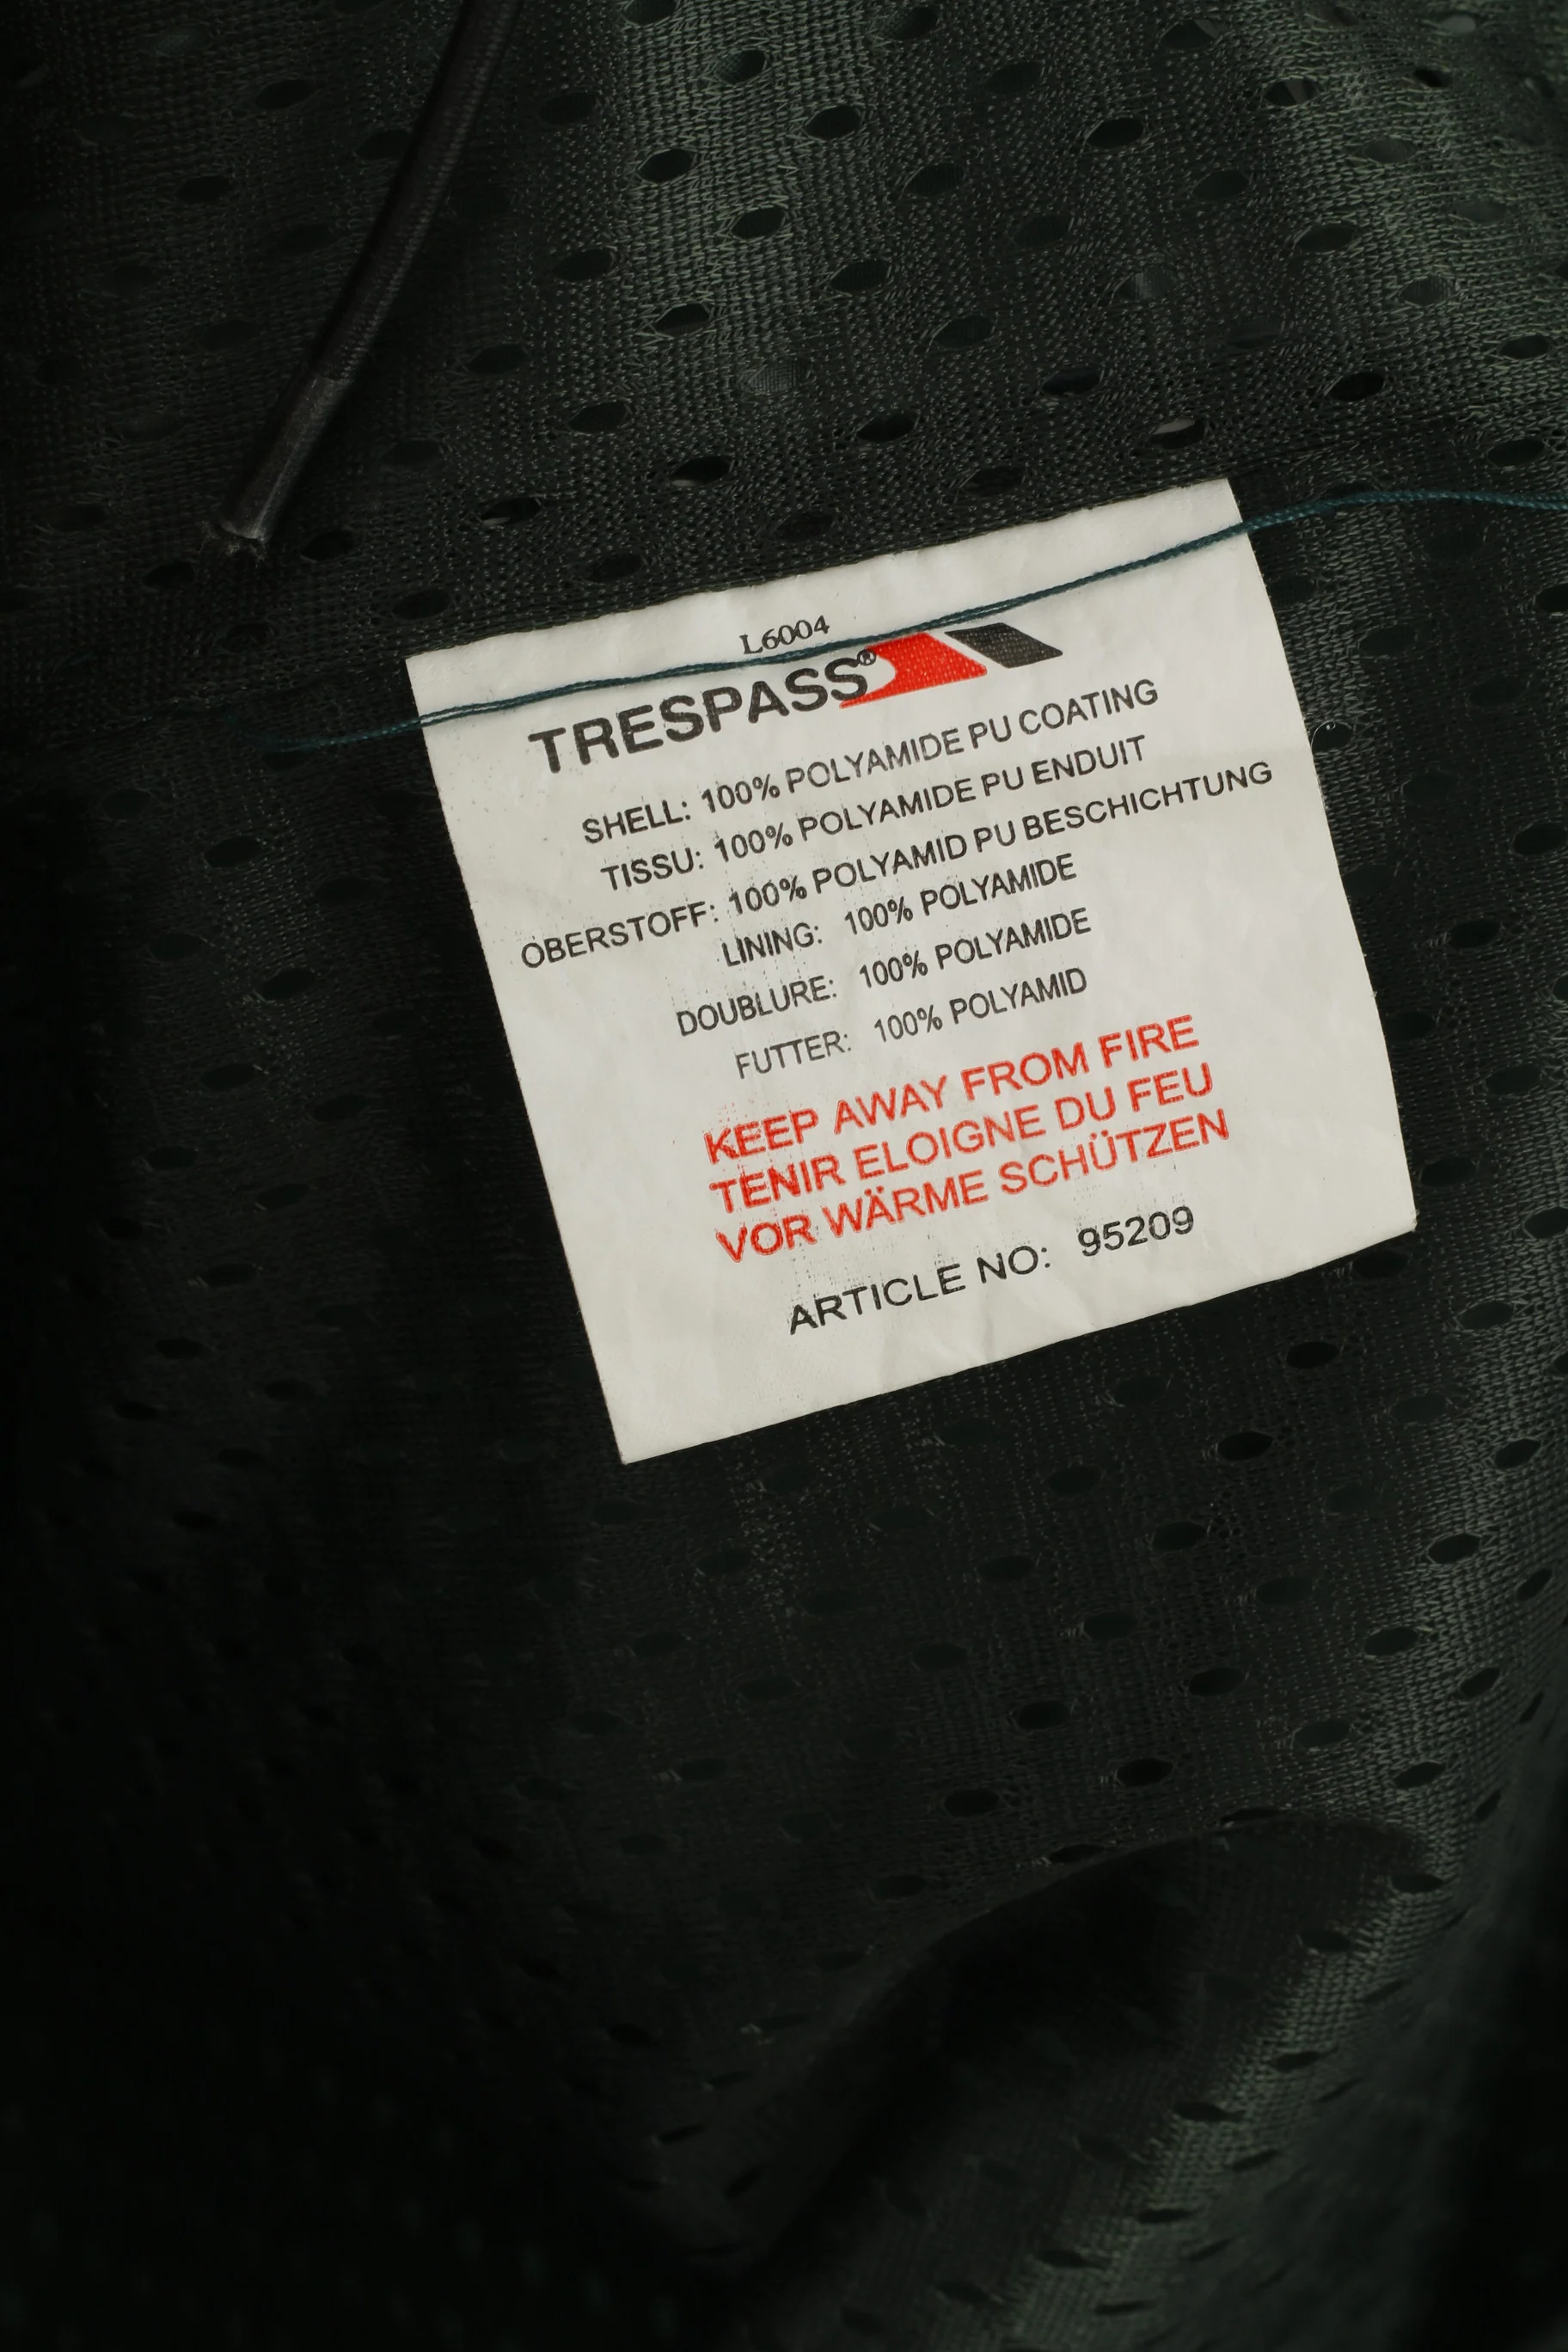 L6004
TRESPASS®
SHELL: 100% POLYAMIDE PU COATING
TISSU: 100% POLYAMIDE PU ENDUIT
OBERSTOFF: 100% POLYAMID PU BESCHICHTUNG
LINING: 100% POLYAMIDE
DOUBLURE: 100% POLYAMIDE
FUTTER: 100% POLYAMID
KEEP AWAY FROM FIRE
TENIR ELOIGNE DU FEU
VOR WÄRME SCHÜTZEN
ARTICLE NO: 95209